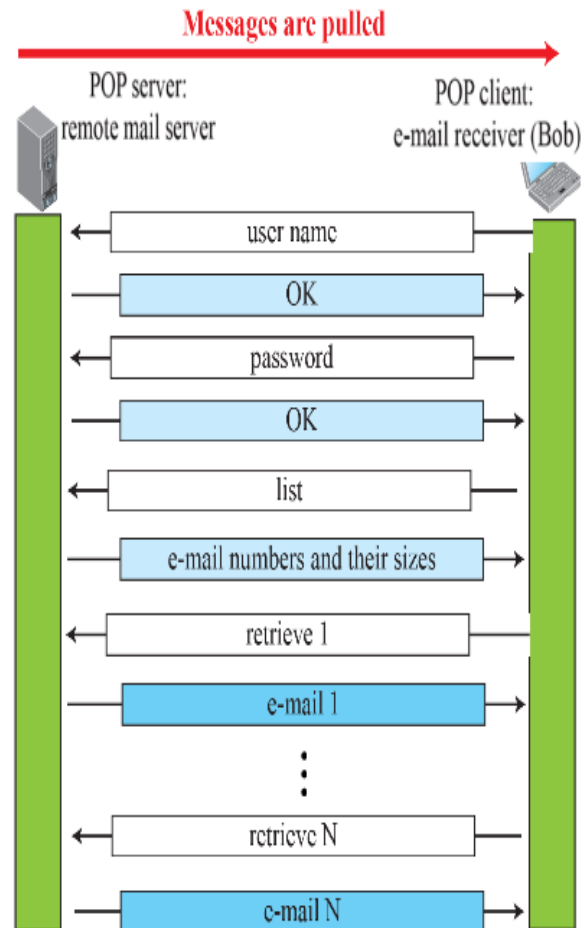 Messages are pulled
POP server:
remote mail server
POP client:
e-mail receiver (Bob)
user name
OK
password
OK
list
e-mail numbers and their sizes
retrieve 1
e-mail 1
retrieve N
e-mail N